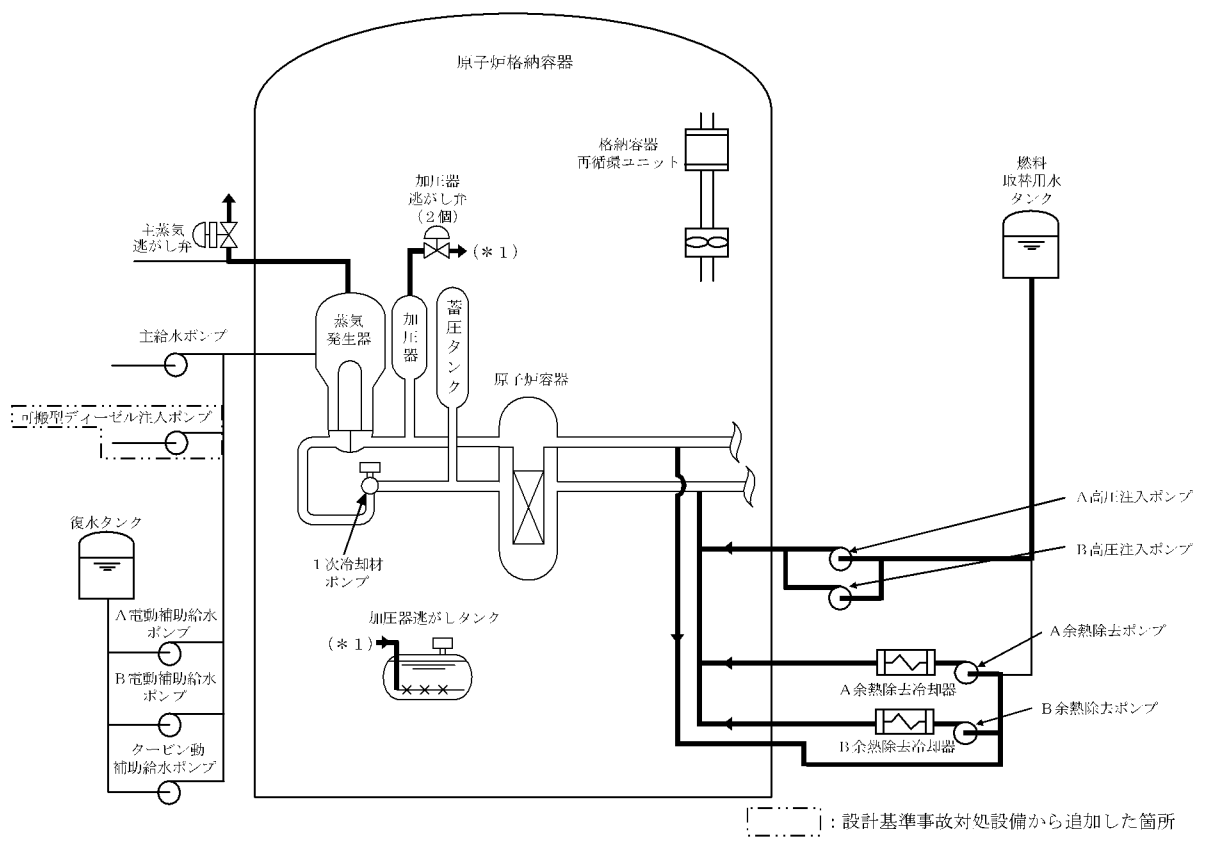 原子炉格納容器
格納容器
再循環ユニット
燃料
取替用水
タンク
加圧器
逃がし弁
(２個)
(＊１)
主蒸気
逃がし弁
蒸気
発生器
加圧器
蓄圧タンク
主給水ポンプ
原子炉容器
可搬型ディーゼル注入ポンプ
復水タンク
１次冷却材
ポンプ
A高圧注入ポンプ
B高圧注入ポンプ
A電動補助給水
ポンプ
加圧器逃がしタンク
(＊１)
A余熱除去ポンプ
B電動補助給水
ポンプ
A余熱除去冷却器
B余熱除去ポンプ
タービン動
補助給水ポンプ
B余熱除去冷却器
：設計基準事故対処設備から追加した箇所